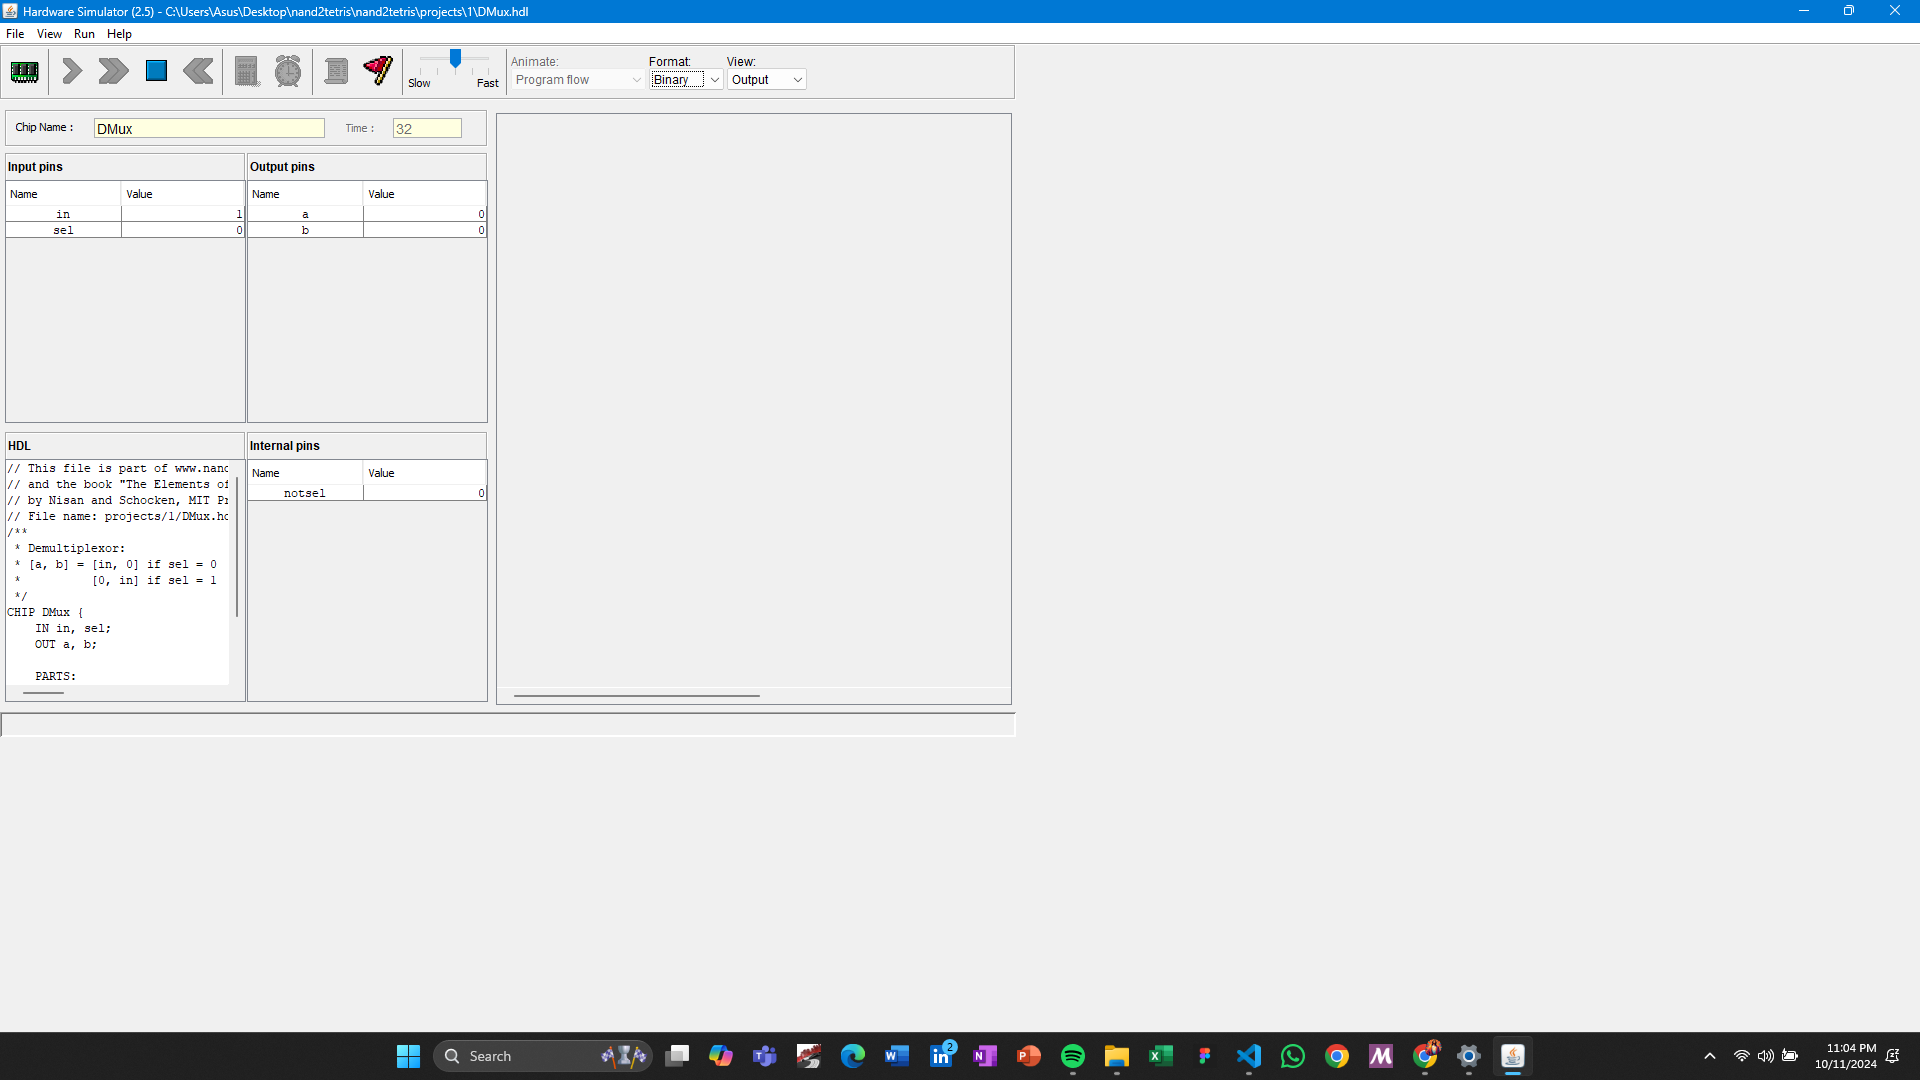 Hardware Simulator (2.5) - C:\Users\Asus\Desktop\nand2tetris\nand2tetris\projects\1\DMux.hdl
File View Run Help
Slow Fast
Animate:
Program flow
Format:
Binary
View:
Output
Chip Name :
DMux
Time :
32
Input pins
Name Value
in 1
sel 0
Output pins
Name Value
a 0
b 0
HDL
// This file is part of www.nand
// and the book "The Elements of
// by Nisan and Schocken, MIT Pr
// File name: projects/1/DMux.hd
/**
* Demultiplexor:
* [a, b] = [in, 0] if sel = 0
* [0, in] if sel = 1
*/
CHIP DMux {
IN in, sel;
OUT a, b;
PARTS:
Internal pins
Name Value
notsel 0
Search
2
11:04 PM
10/11/2024